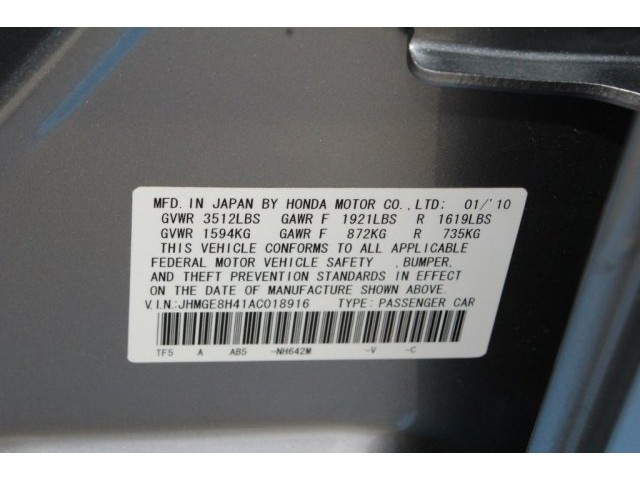 MFD. IN JAPAN BY HONDA MOTOR CO., LTD: 01/'10
GVWR 3512LBS GAWR F 1921LBS R 1619LBS
GVWR 1594KG GAWR F 872KG R 735KG
THIS VEHICLE CONFORMS TO ALL APPLICABLE
FEDERAL MOTOR VEHICLE SAFETY , BUMPER,
AND THEFT PREVENTION STANDARDS IN EFFECT
ON THE DATE OF MANUFACTURE SHOWN ABOVE.
V.I.N:JHMGE8H41AC018916 TYPE: PASSENGER CAR
TF5 A AB5 -NH642M -V -C